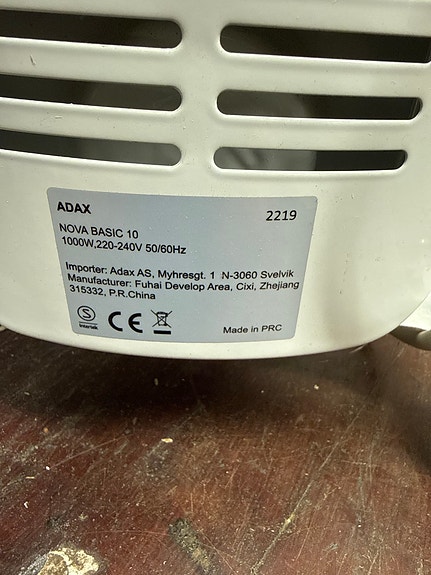 ADAX
2219
NOVA BASIC 10
1000W,220-240V 50/60Hz
Importer: Adax AS, Myhresgt. 1 N-3060 Svelvik
Manufacturer: Fuhai Develop Area, Cixi, Zhejiang
315332, P.R.China
S
Intertek
CE
Made in PRC